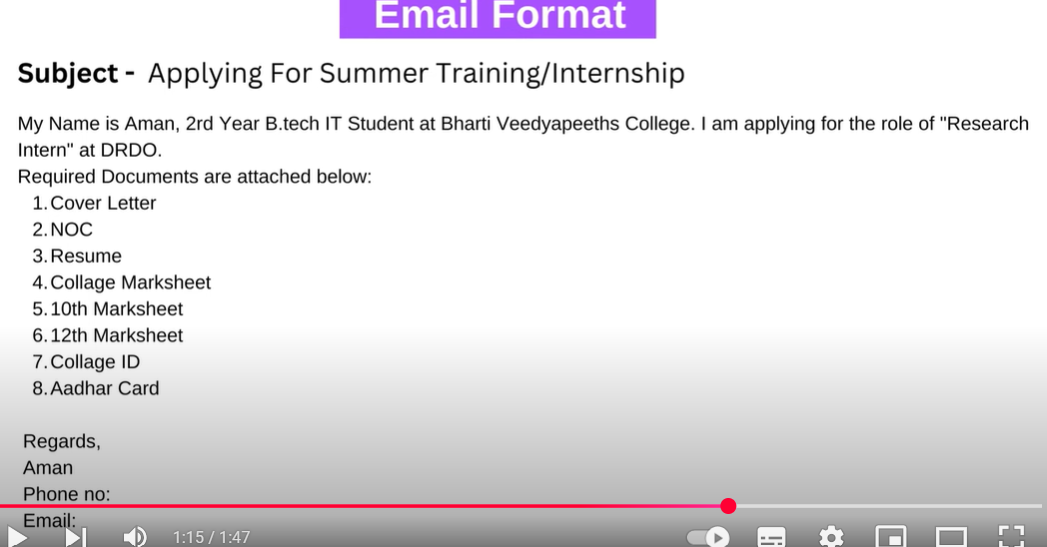 Email Format
Subject - Applying For Summer Training/Internship
My Name is Aman, 2rd Year B.tech IT Student at Bharti Veedyapeeths College. I am applying for the role of "Research
Intern" at DRDO.
Required Documents are attached below:
1. Cover Letter
2. NOC
3. Resume
4. Collage Marksheet
5. 10th Marksheet
6. 12th Marksheet
7. Collage ID
8. Aadhar Card
Regards,
Aman
Phone no:
Email:
1:15 / 1:47